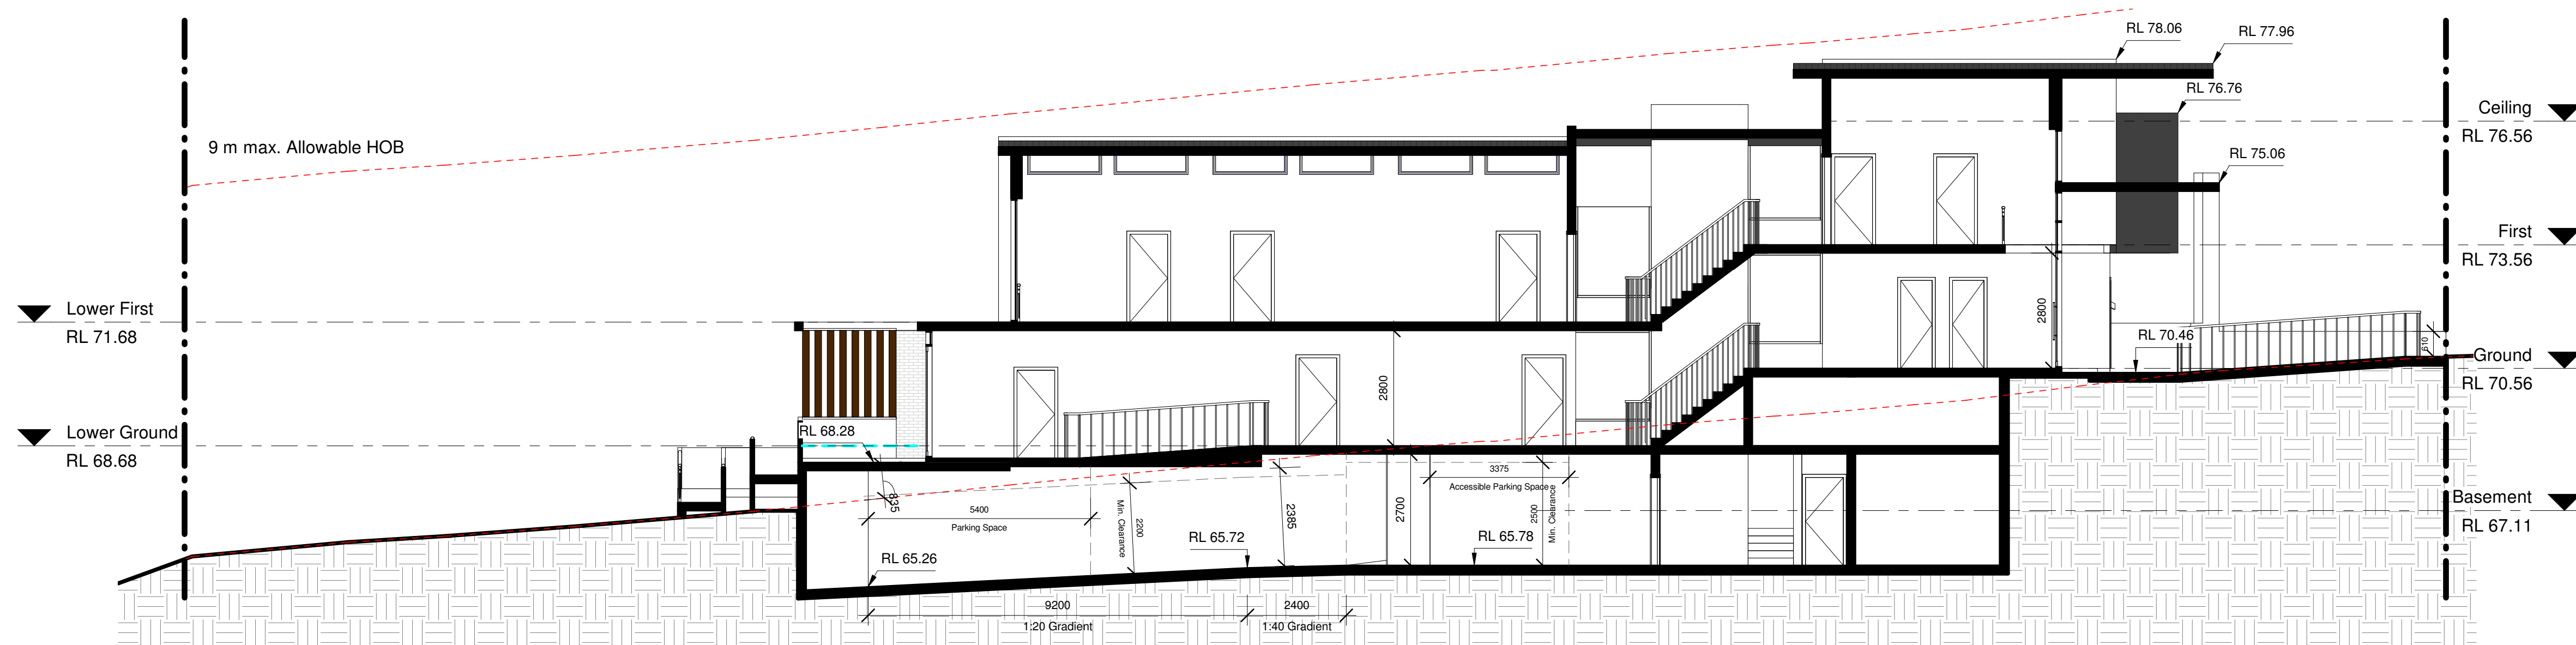 RL 78.06
RL 77.96
RL 76.76
Ceiling
RL 76.56
9 m max. Allowable HOB
RL 75.06
First
RL 73.56
Lower First
RL 71.68
2800
RL 70.46
610
Ground
RL 70.56
2800
Lower Ground
RL 68.68
RL 68.28
835
5400
Parking Space
Min. Clearance
2200
2385
2700
3375
Accessible Parking Space
2500
Min. Clearance
Basement
RL 67.11
RL 65.26
RL 65.72
RL 65.78
9200
2400
1:20 Gradient
1:40 Gradient